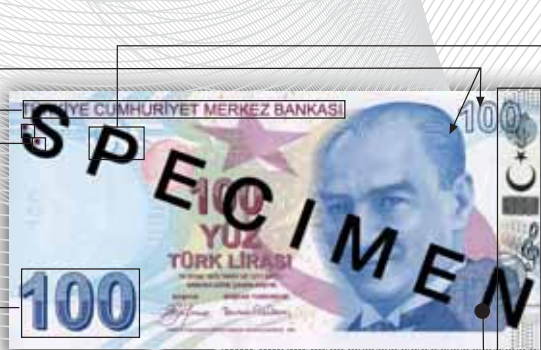 TÜRKİYE CUMHURİYET MERKEZ BANKASI
100
SPECIMEN
100
YÜZ
TÜRK LİRASI
100